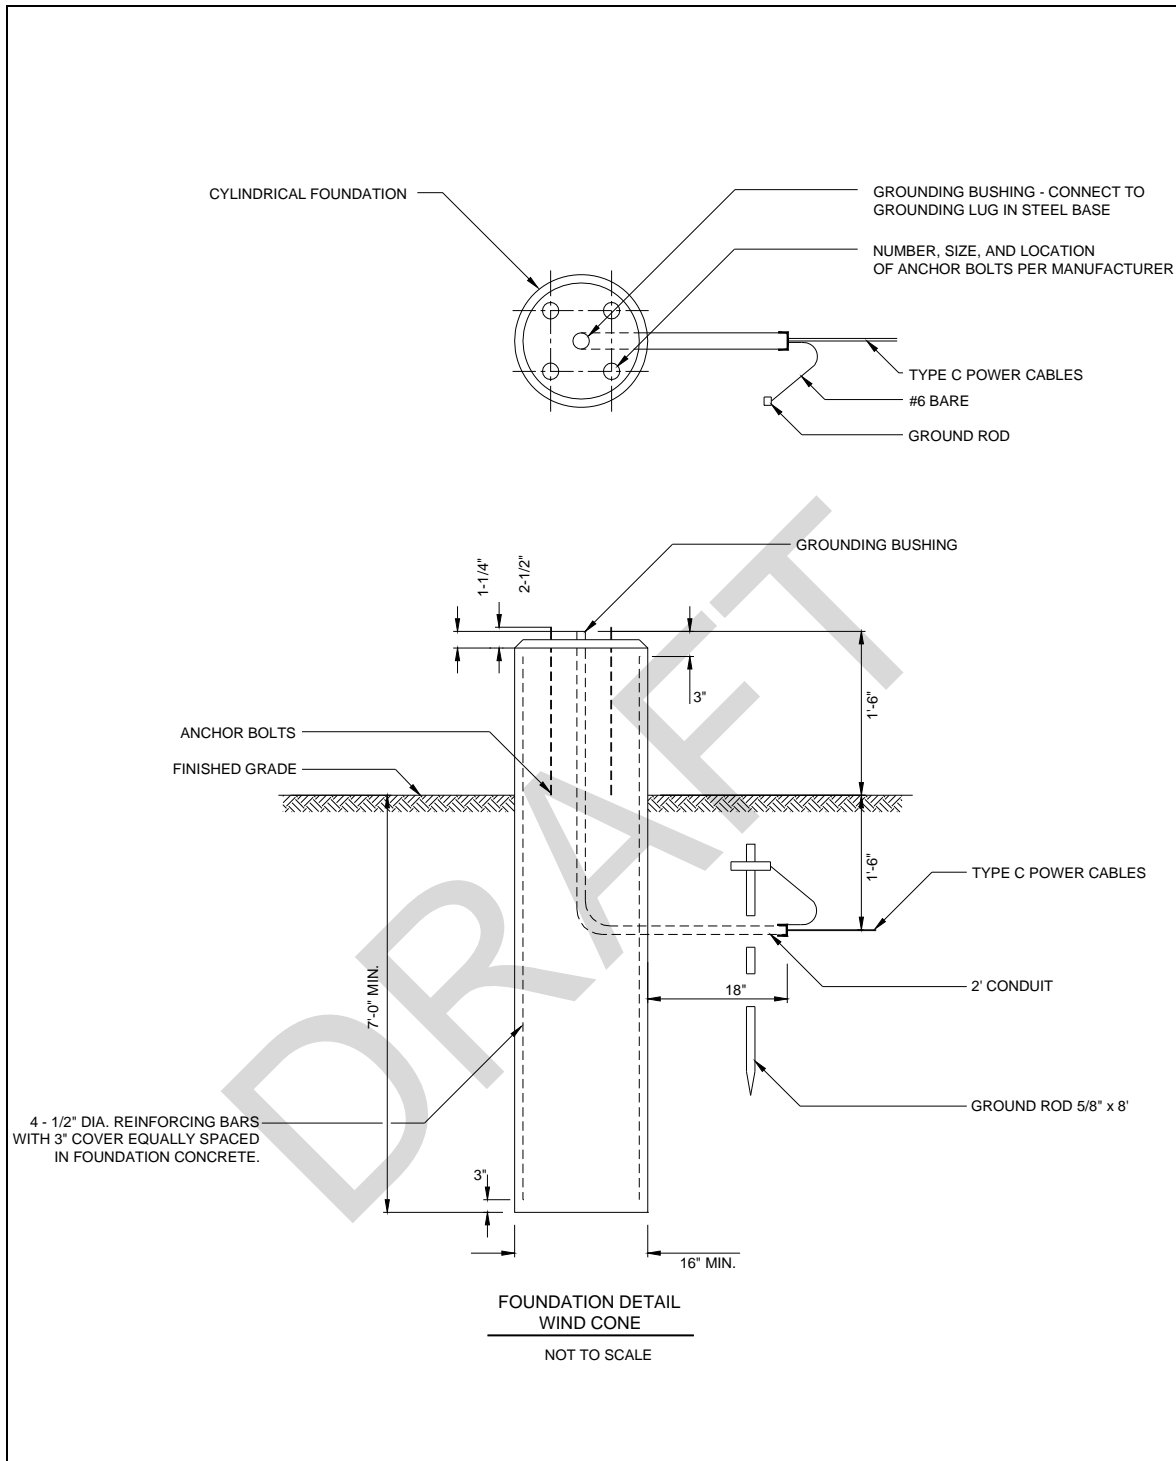 CYLINDRICAL FOUNDATION
GROUNDING BUSHING - CONNECT TO
GROUNDING LUG IN STEEL BASE
NUMBER, SIZE, AND LOCATION
OF ANCHOR BOLTS PER MANUFACTURER
TYPE C POWER CABLES
#6 BARE
GROUND ROD
GROUNDING BUSHING
1-1/4"
2-1/2"
3"
1'-6"
ANCHOR BOLTS
FINISHED GRADE
1'-6"
TYPE C POWER CABLES
7'-0" MIN.
18"
2' CONDUIT
GROUND ROD 5/8" x 8'
4 - 1/2" DIA. REINFORCING BARS
WITH 3" COVER EQUALLY SPACED
IN FOUNDATION CONCRETE.
3"
16" MIN.
DRAFT
FOUNDATION DETAIL
WIND CONE
NOT TO SCALE